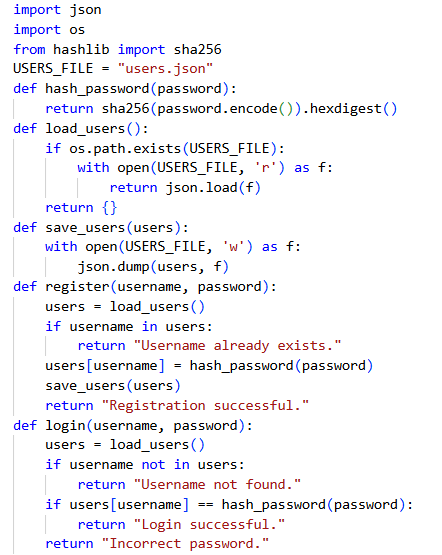 import json
import os
from hashlib import sha256
USERS_FILE = "users.json"
def hash_password(password):
    return sha256(password.encode()).hexdigest()
def load_users():
    if os.path.exists(USERS_FILE):
        with open(USERS_FILE, 'r') as f:
            return json.load(f)
    return {}
def save_users(users):
    with open(USERS_FILE, 'w') as f:
        json.dump(users, f)
def register(username, password):
    users = load_users()
    if username in users:
        return "Username already exists."
    users[username] = hash_password(password)
    save_users(users)
    return "Registration successful."
def login(username, password):
    users = load_users()
    if username not in users:
        return "Username not found."
    if users[username] == hash_password(password):
        return "Login successful."
    return "Incorrect password."